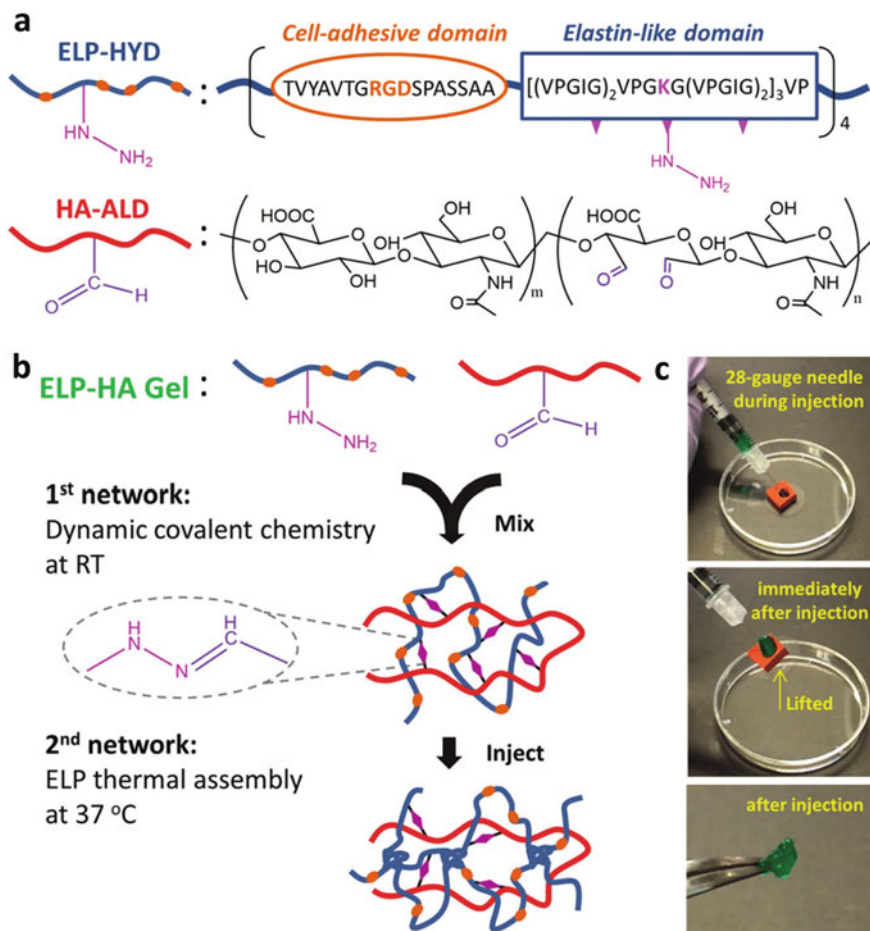 a
ELP-HYD
:
Cell-adhesive domain
Elastin-like domain
TVYAVTGRGDSPASSAA
[(VPGIG)2VPGKG(VPGIG)2]3VP
4
HN
NH2
HN
NH2
HA-ALD
:
O
C
H
HOOC
OH
O
O
OH
O
HO
OH
O
NH
O
m
HOOC
OH
O
O
OH
O
O
O
O
NH
O
n
b
ELP-HA Gel :
HN
NH2
O
C
H
1st network:
Dynamic covalent chemistry
at RT
Mix
H
N
N
H
C
2nd network:
ELP thermal assembly
at 37 oC
Inject
c
28-gauge needle
during injection
immediately
after injection
Lifted
after injection